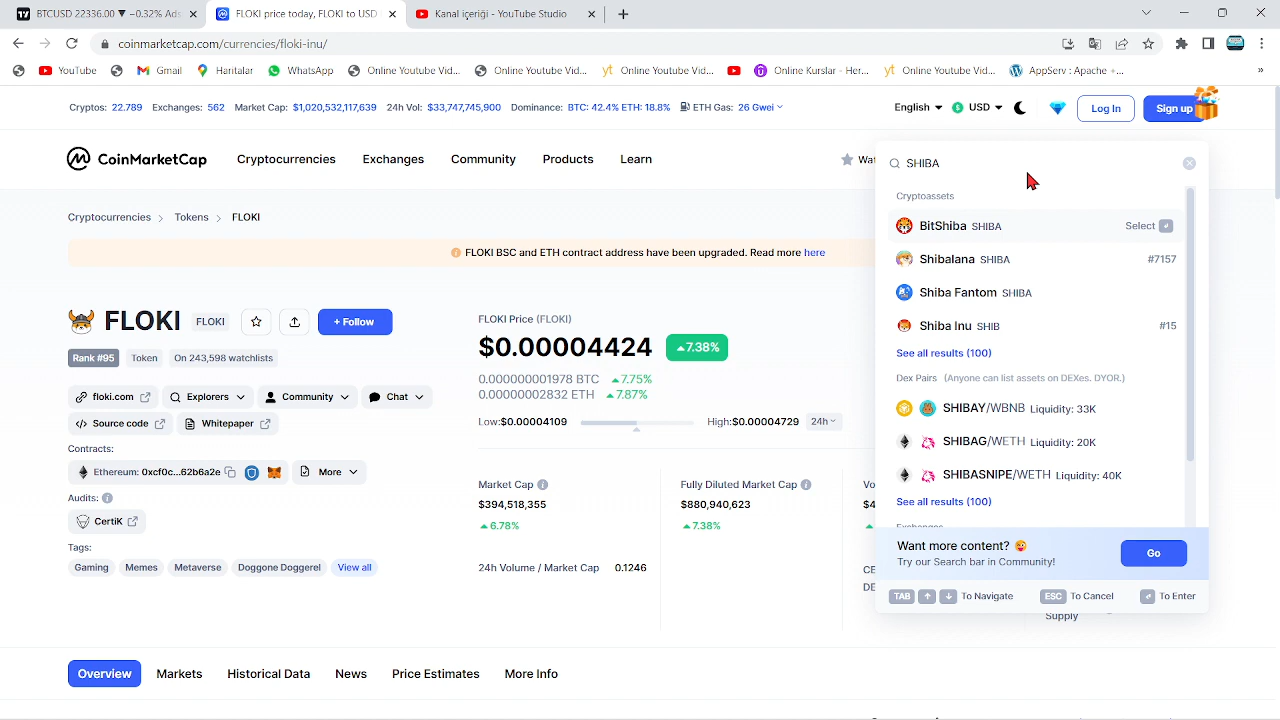 BTCUSD 22336.00 ▼ −0.32% Ads
FLOKI price today, FLOKI to USD
Kanal içeriği - YouTube Studio
coinmarketcap.com/currencies/floki-inu/
YouTube
Gmail
Haritalar
WhatsApp
Online Youtube Vid...
Online Youtube Vid...
Online Youtube Vid...
Online Kurslar - Her...
Online Youtube Vid...
AppServ : Apache +...
»
Cryptos: 22.789 Exchanges: 562 Market Cap: $1,020,532,117,639 24h Vol: $33,747,745,900 Dominance: BTC: 42.4% ETH: 18.8% ETH Gas: 26 Gwei
English USD Log In Sign up
CoinMarketCap Cryptocurrencies Exchanges Community Products Learn
SHIBA
Cryptocurrencies > Tokens > FLOKI
FLOKI BSC and ETH contract address have been upgraded. Read more here
FLOKI FLOKI + Follow
Rank #95 Token On 243,598 watchlists
floki.com Explorers Community Chat
Source code Whitepaper
Contracts:
Ethereum: 0xcf0c...62b6a2e More
Audits:
CertiK
Tags:
Gaming Memes Metaverse Doggone Doggerel View all
FLOKI Price (FLOKI)
$0.00004424 7.38%
0.000000001978 BTC 7.75%
0.00000002832 ETH 7.87%
Low:$0.00004109 High:$0.00004729 24h
Market Cap
$394,518,355
6.78%
24h Volume / Market Cap 0.1246
Fully Diluted Market Cap
$880,940,623
7.38%
Cryptoassets
BitShiba SHIBA Select
Shibalana SHIBA #7157
Shiba Fantom SHIBA
Shiba Inu SHIB #15
See all results (100)
Dex Pairs (Anyone can list assets on DEXes. DYOR.)
SHIBAY/WBNB Liquidity: 33K
SHIBAG/WETH Liquidity: 20K
SHIBASNIPE/WETH Liquidity: 40K
See all results (100)
Want more content?
Try our Search bar in Community!
Go
TAB To Navigate ESC To Cancel To Enter
Supply
Overview Markets Historical Data News Price Estimates More Info